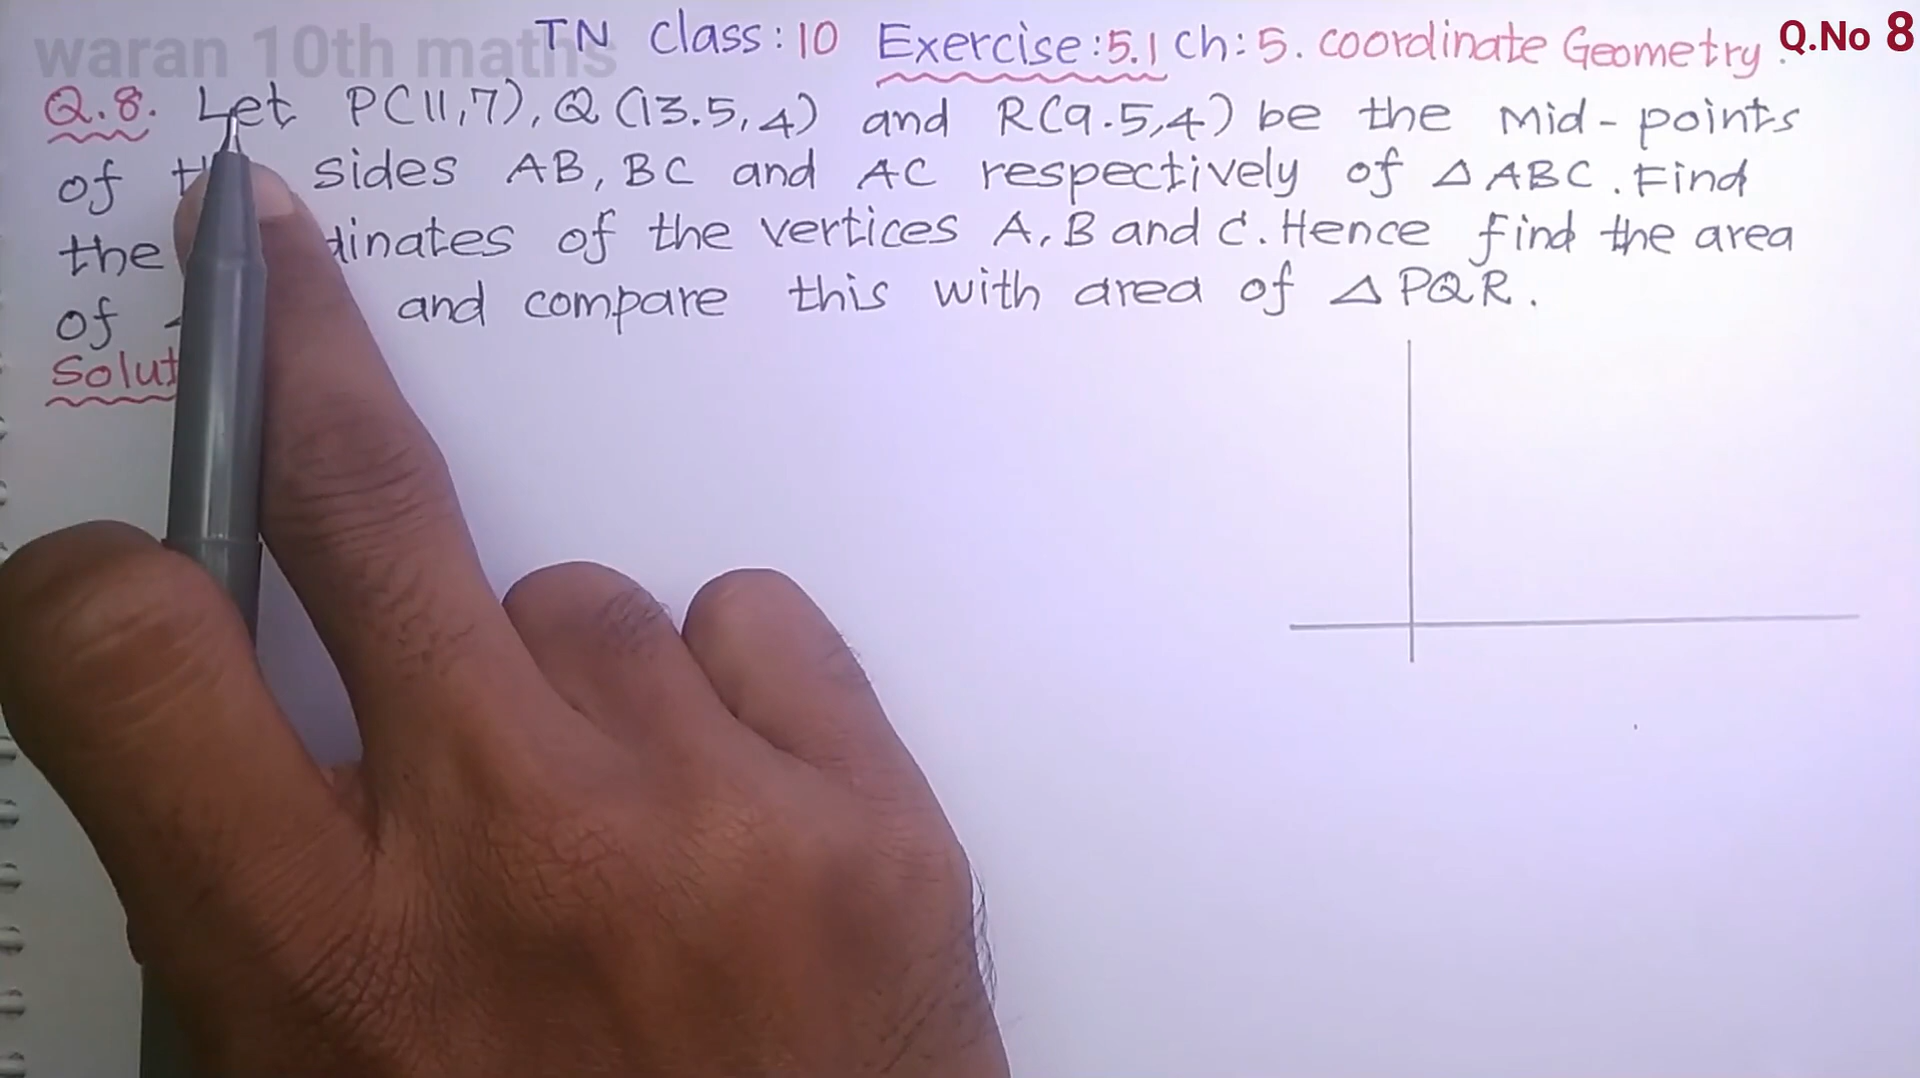 waran 10th maths
TN Class:10 Exercise:5.1 Ch:5. coordinate Geometry. Q.No 8
Q.8. Let P(11,7), Q(13.5,4) and R(9.5,4) be the Mid-points
of sides AB, BC and AC respectively of △ABC. Find
the dinates of the vertices A, B and C. Hence find the area
of and compare this with area of △PQR.
Solut